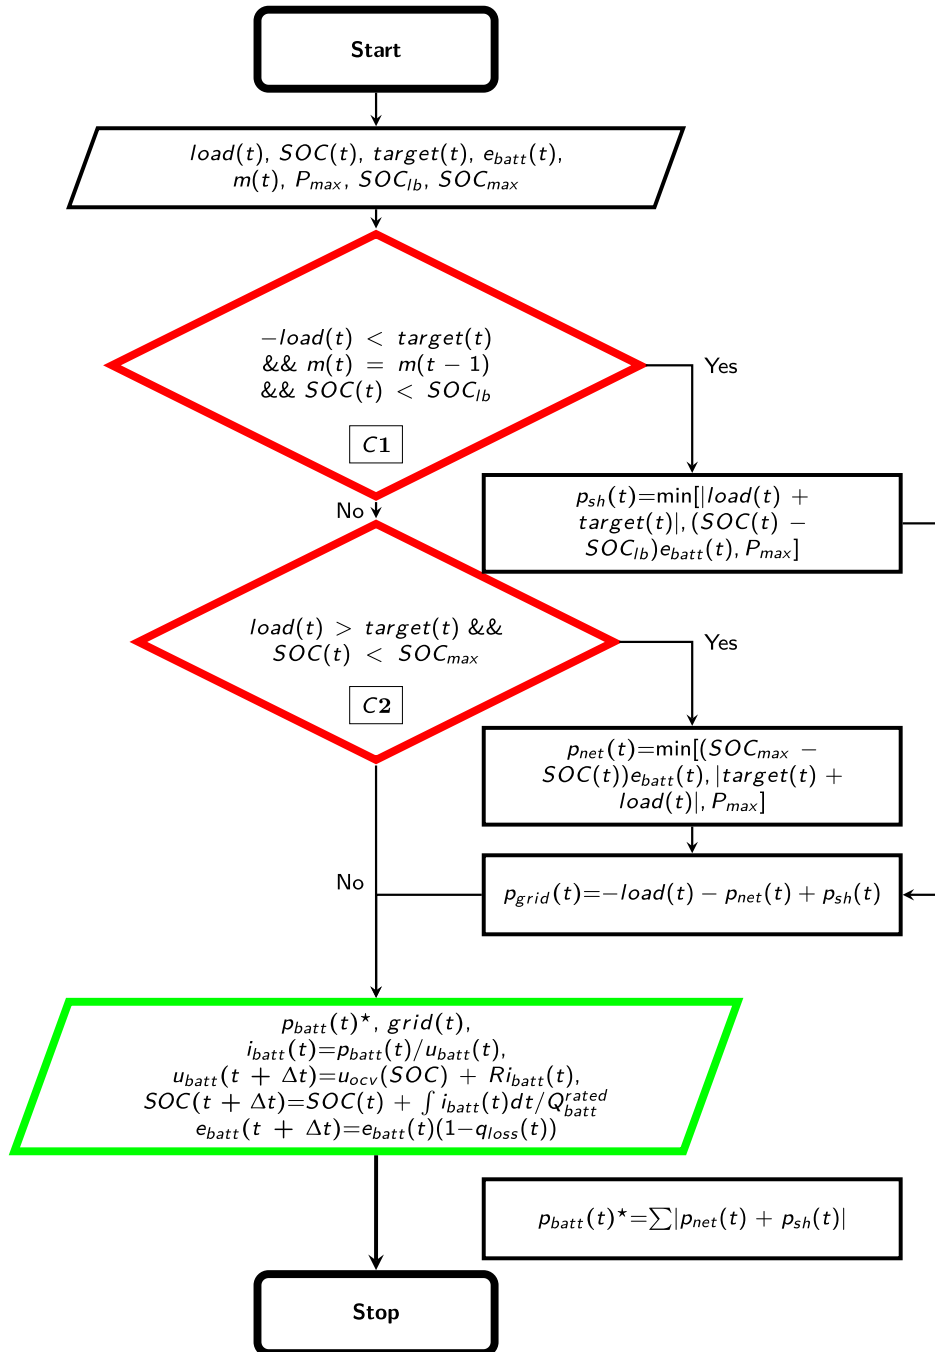 Start
load(t), SOC(t), target(t), e_batt(t),
m(t), P_max, SOC_lb, SOC_max
−load(t) < target(t)
&& m(t) = m(t − 1)
&& SOC(t) < SOC_lb
C1
Yes
No
p_sh(t)=min[|load(t) +
target(t)|, (SOC(t) −
SOC_lb)e_batt(t), P_max]
load(t) > target(t) &&
SOC(t) < SOC_max
C2
Yes
p_net(t)=min[(SOC_max −
SOC(t))e_batt(t), |target(t) +
load(t)|, P_max]
No
p_grid(t)=−load(t) − p_net(t) + p_sh(t)
p_batt(t)⋆, grid(t),
i_batt(t)=p_batt(t)/u_batt(t),
u_batt(t + Δt)=u_ocv(SOC) + Ri_batt(t),
SOC(t + Δt)=SOC(t) + ∫ i_batt(t)dt/Q_batt^rated
e_batt(t + Δt)=e_batt(t)(1−q_loss(t))
p_batt(t)⋆=∑|p_net(t) + p_sh(t)|
Stop